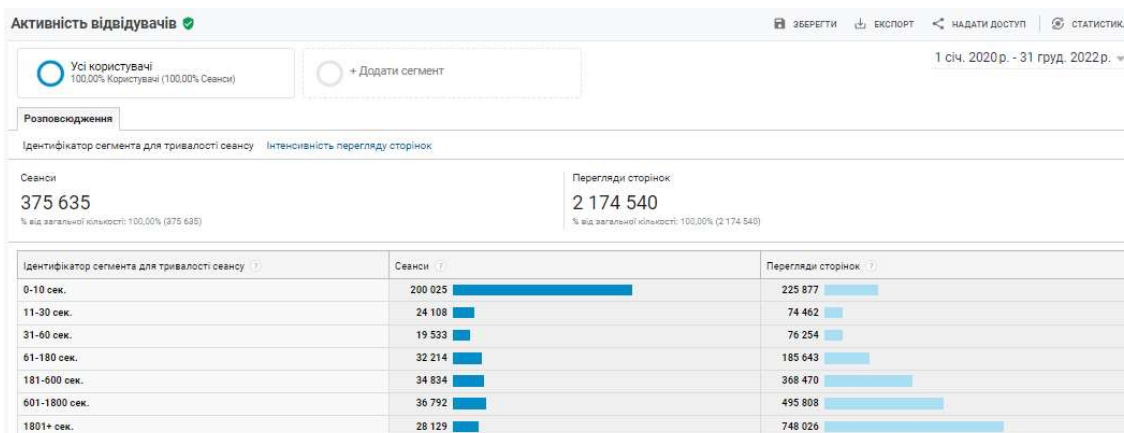 Активність відвідувачів
ЗБЕРЕГТИ ЕКСПОРТ НАДАТИ ДОСТУП СТАТИСТИК
Усі користувачі
100,00% Користувачі (100,00% Сеанси)
+ Додати сегмент
1 січ. 2020 р. - 31 груд. 2022 р.
Розповсюдження
Ідентифікатор сегмента для тривалості сеансу Інтенсивність перегляду сторінок
Сеанси Перегляди сторінок
375 635 2 174 540
% від загальної кількості: 100,00% (375 635) % від загальної кількості: 100,00% (2 174 540)
Ідентифікатор сегмента для тривалості сеансу ? Сеанси ? Перегляди сторінок ?
0-10 сек. 200 025 225 877
11-30 сек. 24 108 74 462
31-60 сек. 19 533 76 254
61-180 сек. 32 214 185 643
181-600 сек. 34 834 368 470
601-1800 сек. 36 792 495 808
1801+ сек. 28 129 748 026